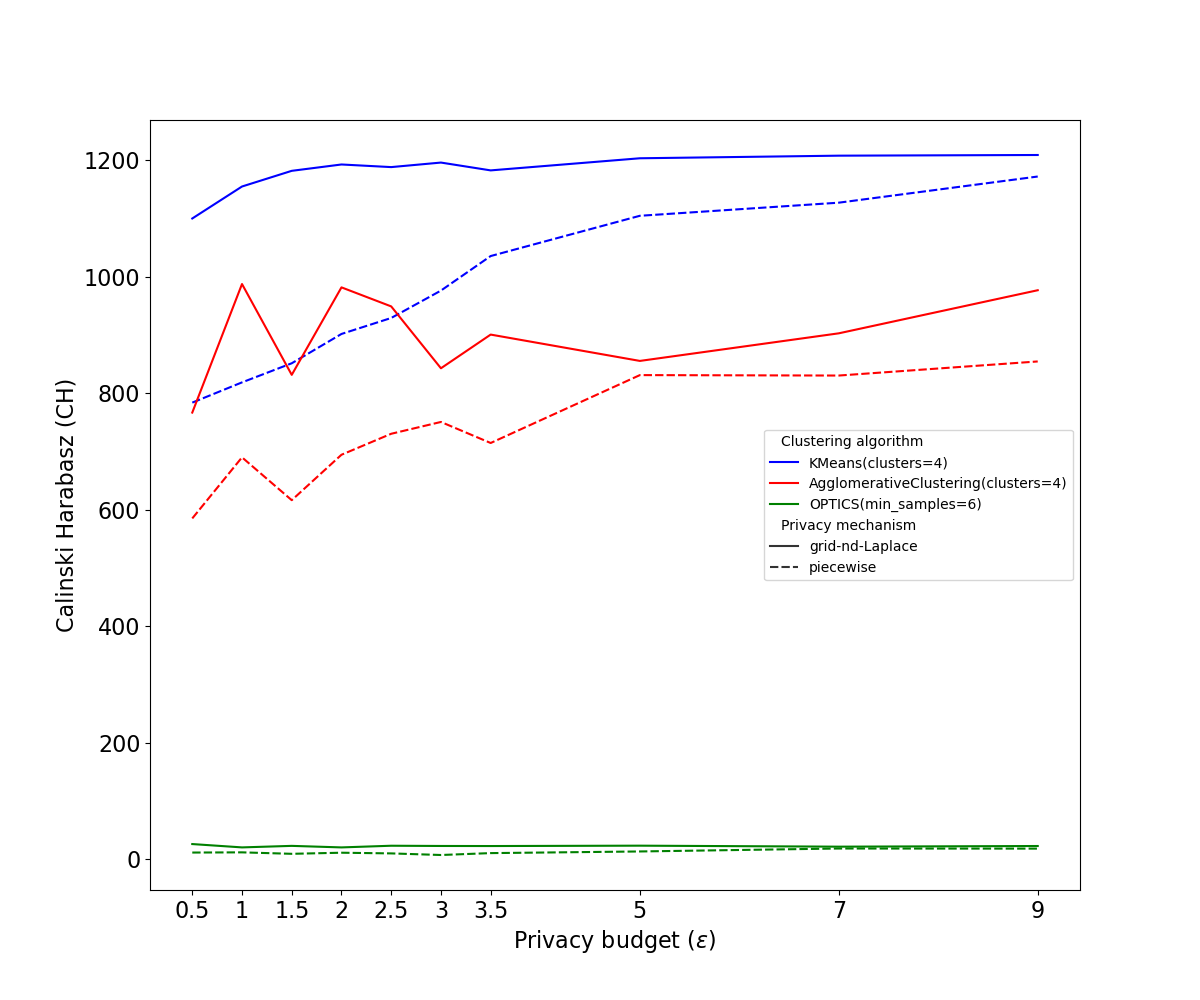 1200
1000
800
600
400
200
0
Calinski Harabasz (CH)
Clustering algorithm
KMeans(clusters=4)
AgglomerativeClustering(clusters=4)
OPTICS(min_samples=6)
Privacy mechanism
grid-nd-Laplace
piecewise
0.5 1 1.5 2 2.5 3 3.5 5 7 9
Privacy budget (ε)